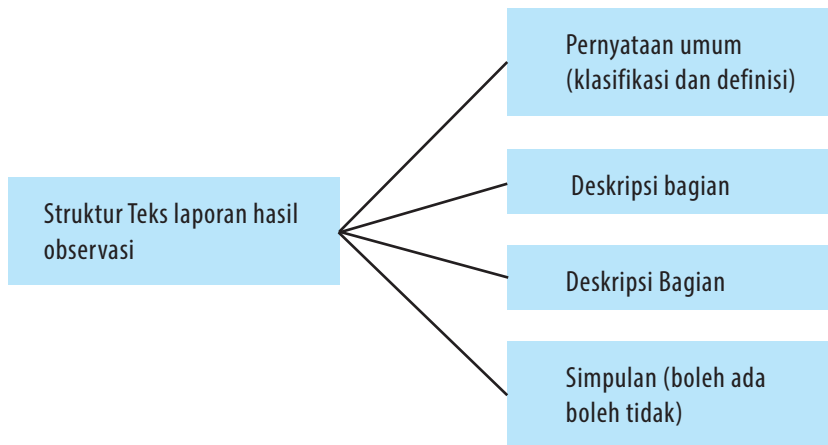 Struktur Teks laporan hasil
observasi
Pernyataan umum
(klasifikasi dan definisi)
Deskripsi bagian
Deskripsi Bagian
Simpulan (boleh ada
boleh tidak)